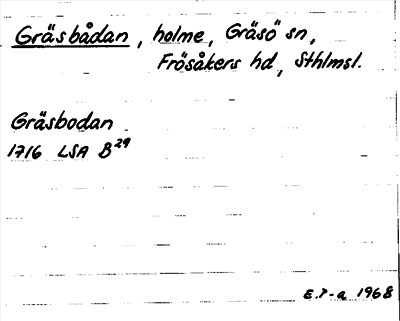 Gräsbådan, holme, Gräsö sn,
Frösåkers hd, Sthlmsl.
Gräsbodan
1716 LSA B29
E.P-a 1968